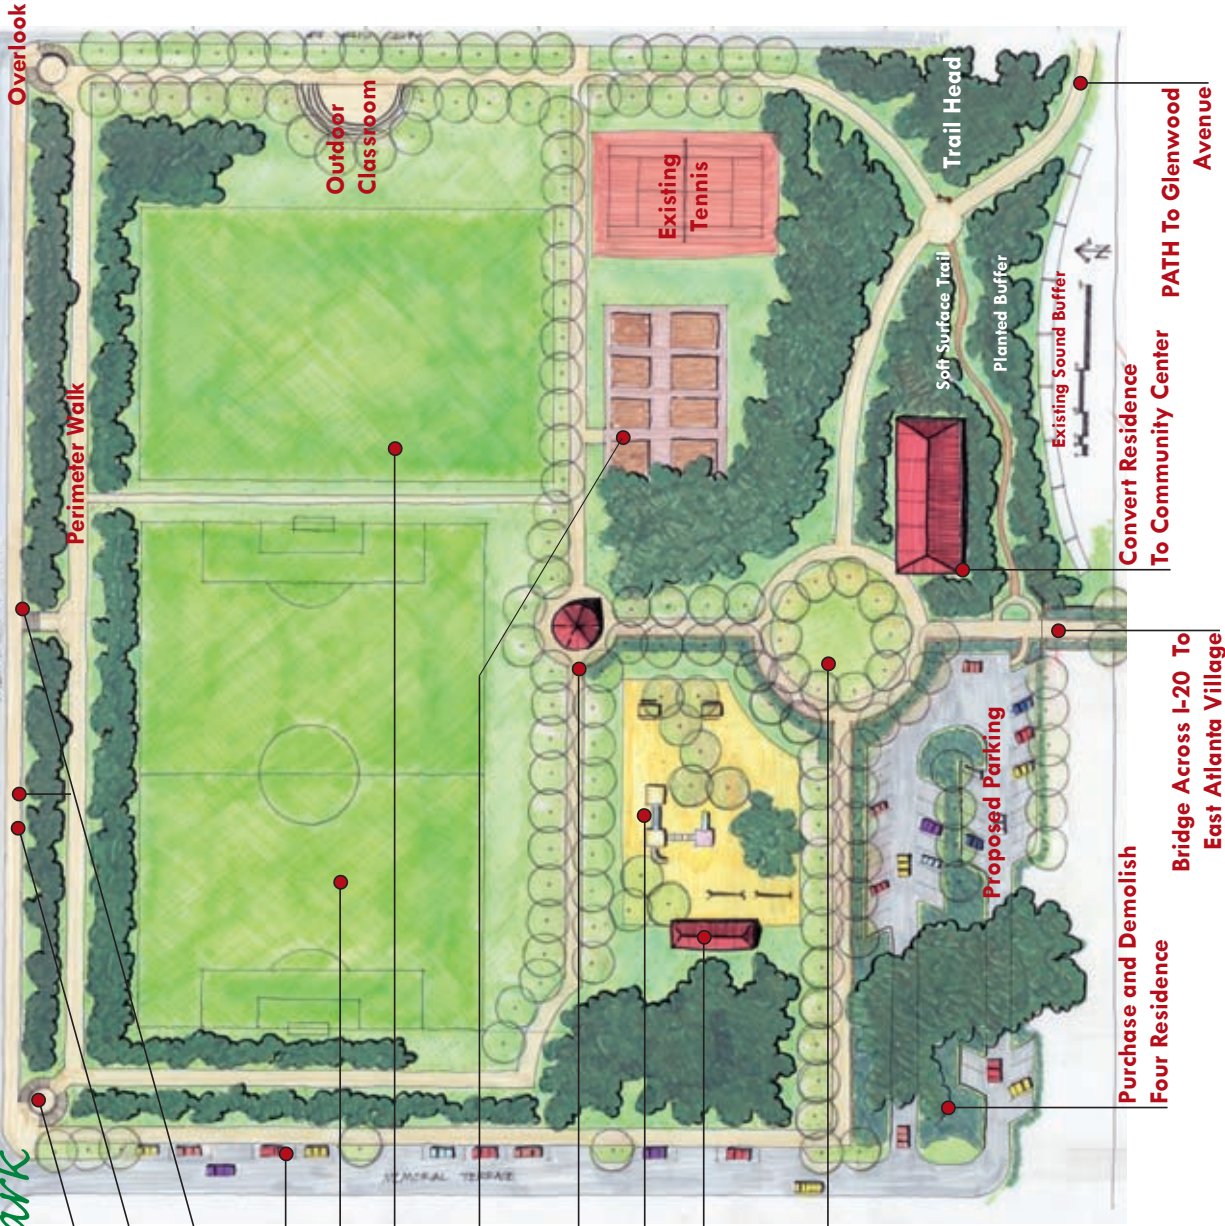 ark
Overlook
Outdoor
Classroom
Perimeter Walk
Existing
Tennis
Trail Head
Soft Surface Trail
Planted Buffer
Existing Sound Buffer
N
PATH To Glenwood
Avenue
Convert Residence
To Community Center
Bridge Across I-20 To
East Atlanta Village
Proposed Parking
Purchase and Demolish
Four Residence